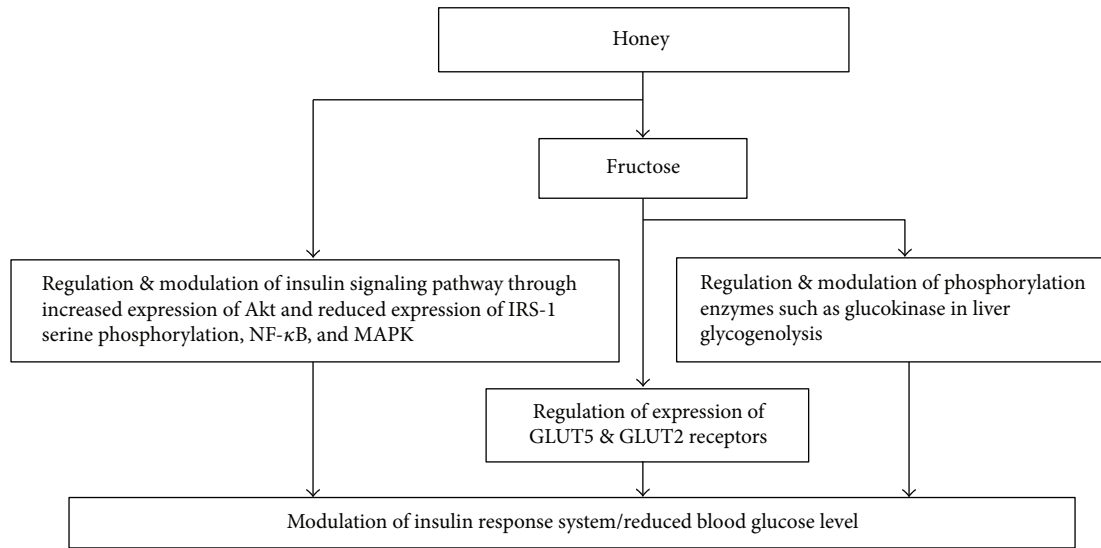 Honey
Fructose
Regulation & modulation of insulin signaling pathway through
increased expression of Akt and reduced expression of IRS-1
serine phosphorylation, NF-κB, and MAPK
Regulation & modulation of phosphorylation
enzymes such as glucokinase in liver
glycogenolysis
Regulation of expression of
GLUT5 & GLUT2 receptors
Modulation of insulin response system/reduced blood glucose level